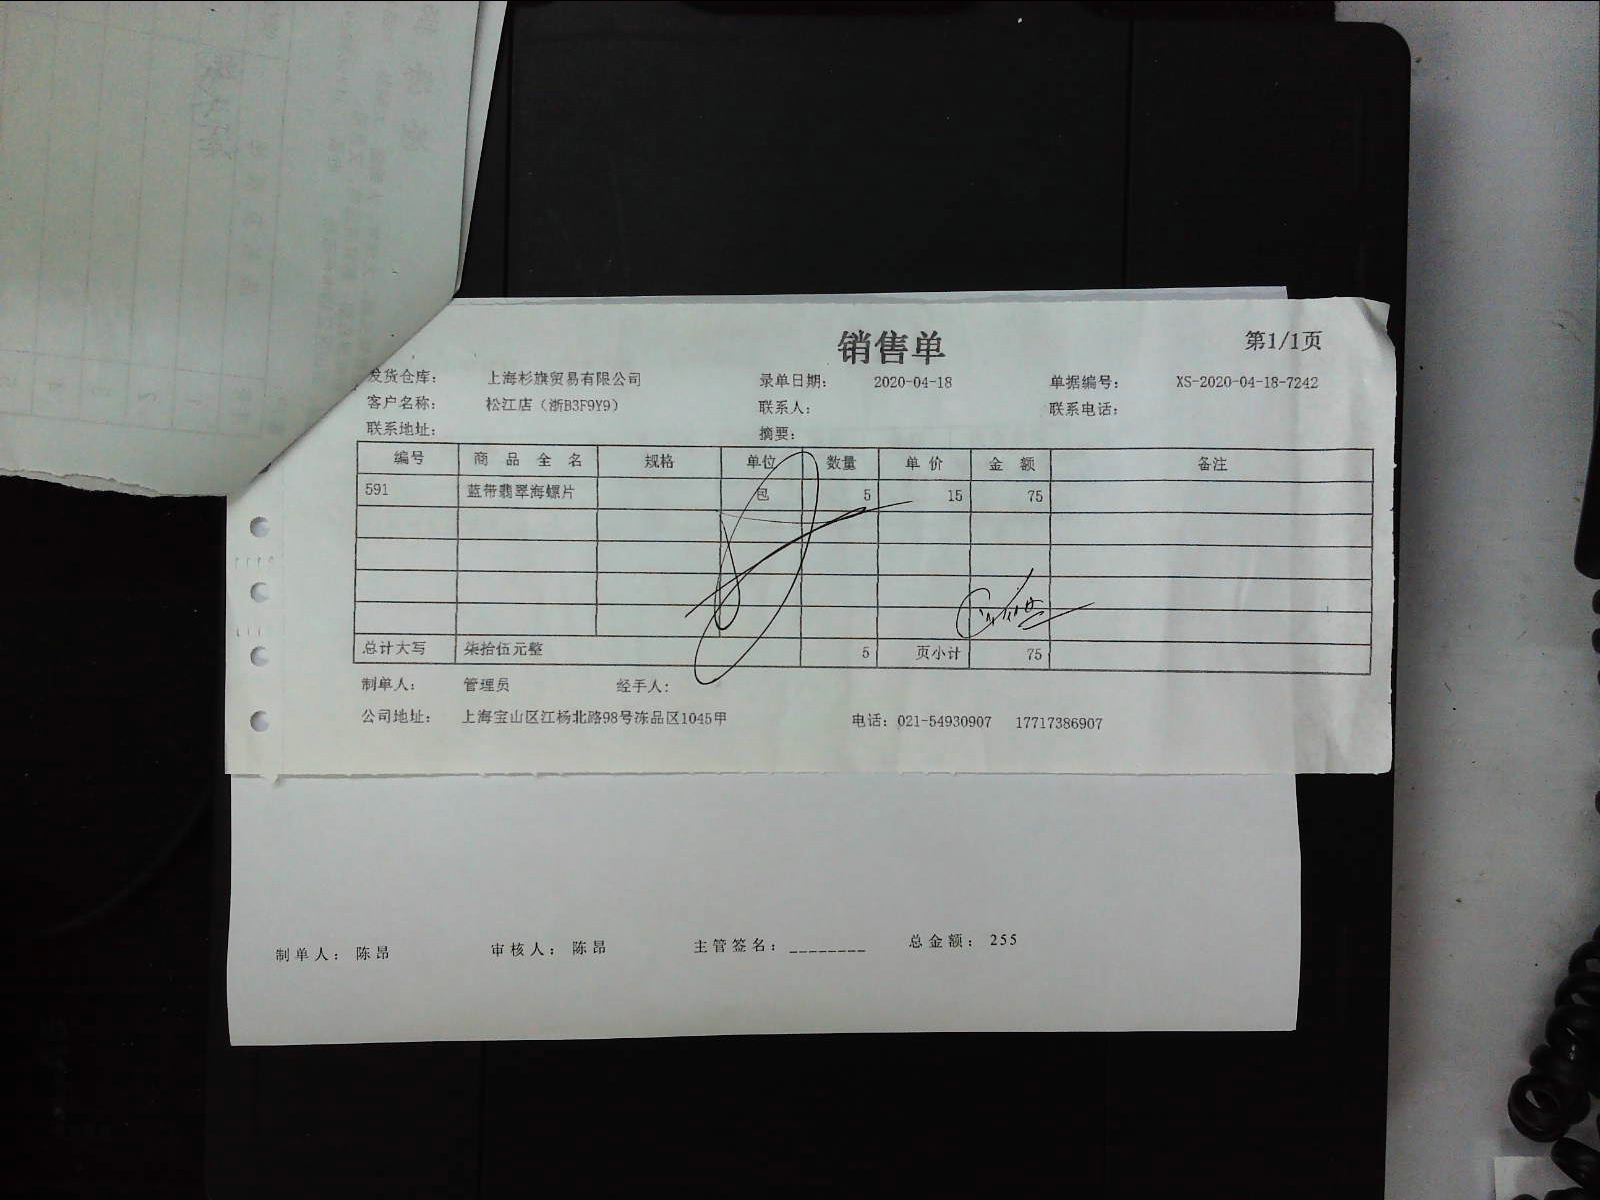 销售单
第1/1页
发货仓库： 上海杉旗贸易有限公司 录单日期： 2020-04-18 单据编号： XS-2020-04-18-7242
客户名称： 松江店（浙B3F9Y9） 联系人： 联系电话：
联系地址： 摘要：
编号 商品全名 规格 单位 数量 单价 金额 备注
591 蓝带翡翠海螺片 包 5 15 75
总计大写 柒拾伍元整 5 页小计 75
制单人： 管理员 经手人：
公司地址： 上海宝山区江杨北路98号冻品区1045甲 电话：021-54930907 17717386907
制单人：陈昂 审核人：陈昂 主管签名：________ 总金额：255